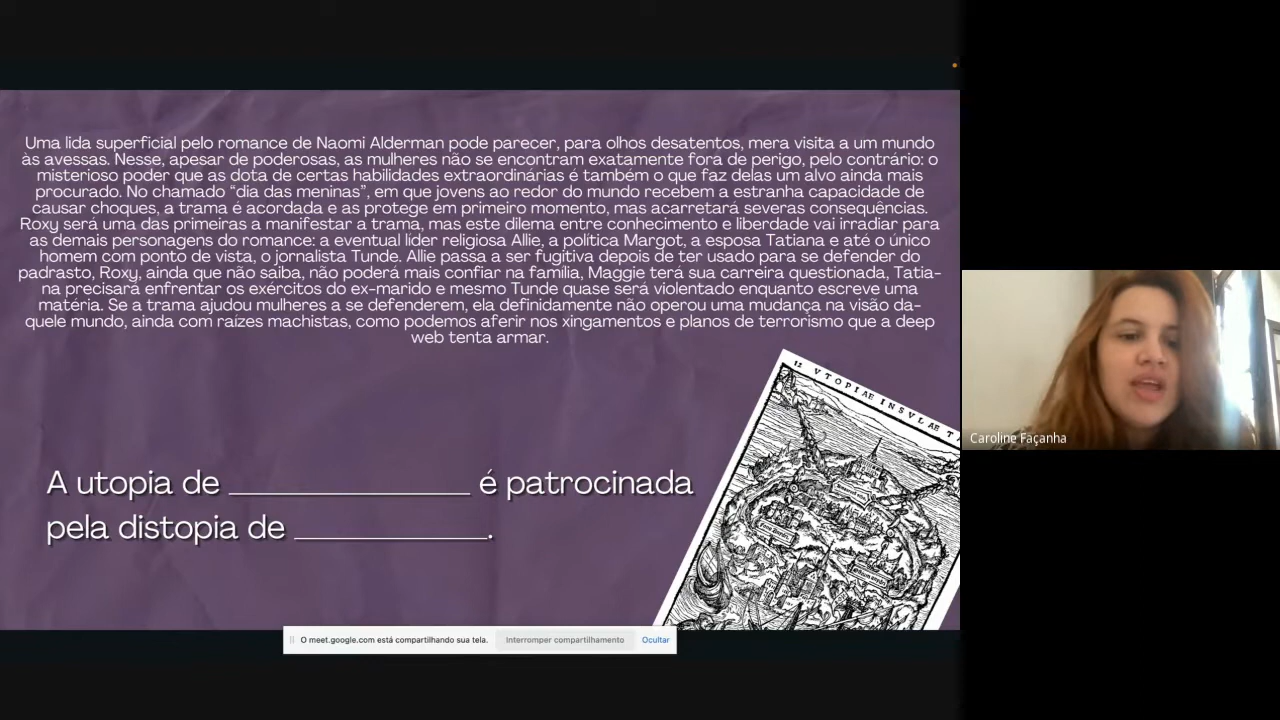 Uma lida superficial pelo romance de Naomi Alderman pode parecer, para olhos desatentos, mera visita a um mundo
às avessas. Nesse, apesar de poderosas, as mulheres não se encontram exatamente fora de perigo, pelo contrário: o
misterioso poder que as dota de certas habilidades extraordinárias é também o que faz delas um alvo ainda mais
procurado. No chamado “dia das meninas”, em que jovens ao redor do mundo recebem a estranha capacidade de
causar choques, a trama é acordada e as protege em primeiro momento, mas acarretará severas consequências.
Roxy será uma das primeiras a manifestar a trama, mas este dilema entre conhecimento e liberdade vai irradiar para
as demais personagens do romance: a eventual líder religiosa Allie, a política Margot, a esposa Tatiana e até o único
homem com ponto de vista, o jornalista Tunde. Allie passa a ser fugitiva depois de ter usado para se defender do
padrasto, Roxy, ainda que não saiba, não poderá mais confiar na família, Maggie terá sua carreira questionada, Tatia-
na precisará enfrentar os exércitos do ex-marido e mesmo Tunde quase será violentado enquanto escreve uma
matéria. Se a trama ajudou mulheres a se defenderem, ela definidamente não operou uma mudança na visão da-
quele mundo, ainda com raízes machistas, como podemos aferir nos xingamentos e planos de terrorismo que a deep
web tenta armar.
12 VTOPIAE INSVLAE TA
A utopia de _______________ é patrocinada
pela distopia de ____________.
Caroline Façanha
O meet.google.com está compartilhando sua tela. Interromper compartilhamento Ocultar